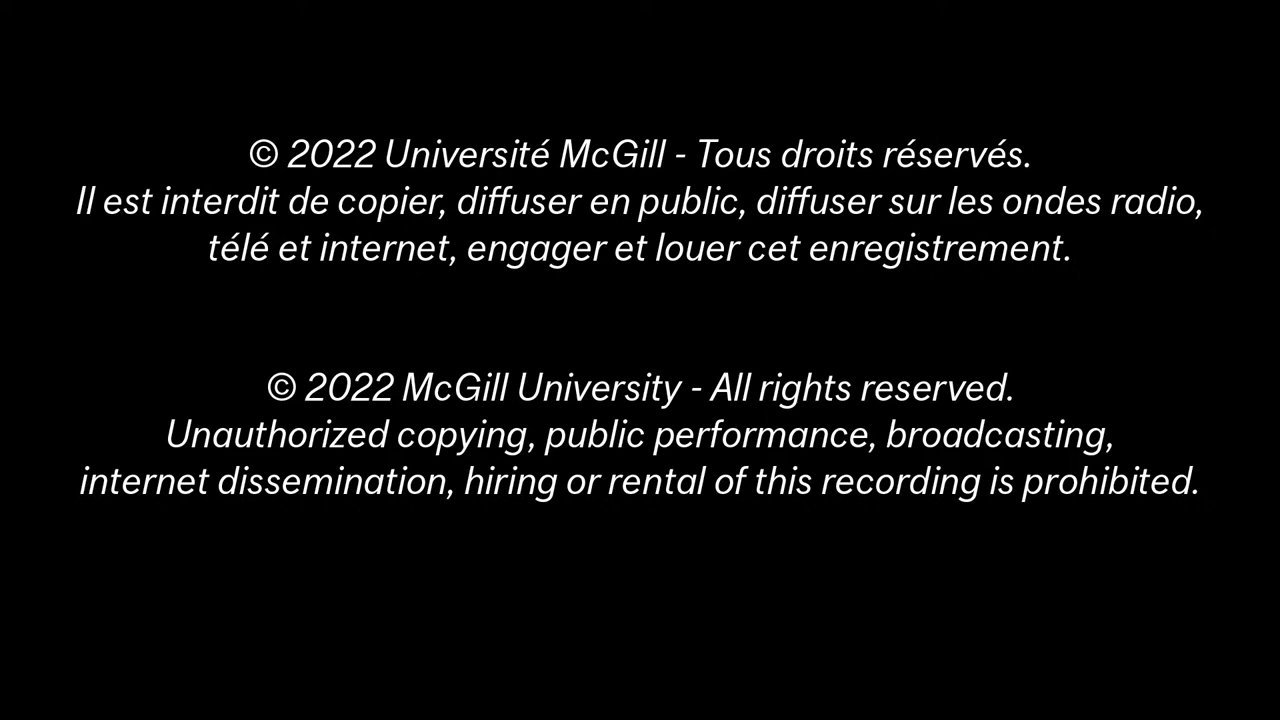 © 2022 Université McGill - Tous droits réservés.
Il est interdit de copier, diffuser en public, diffuser sur les ondes radio,
télé et internet, engager et louer cet enregistrement.
© 2022 McGill University - All rights reserved.
Unauthorized copying, public performance, broadcasting,
internet dissemination, hiring or rental of this recording is prohibited.